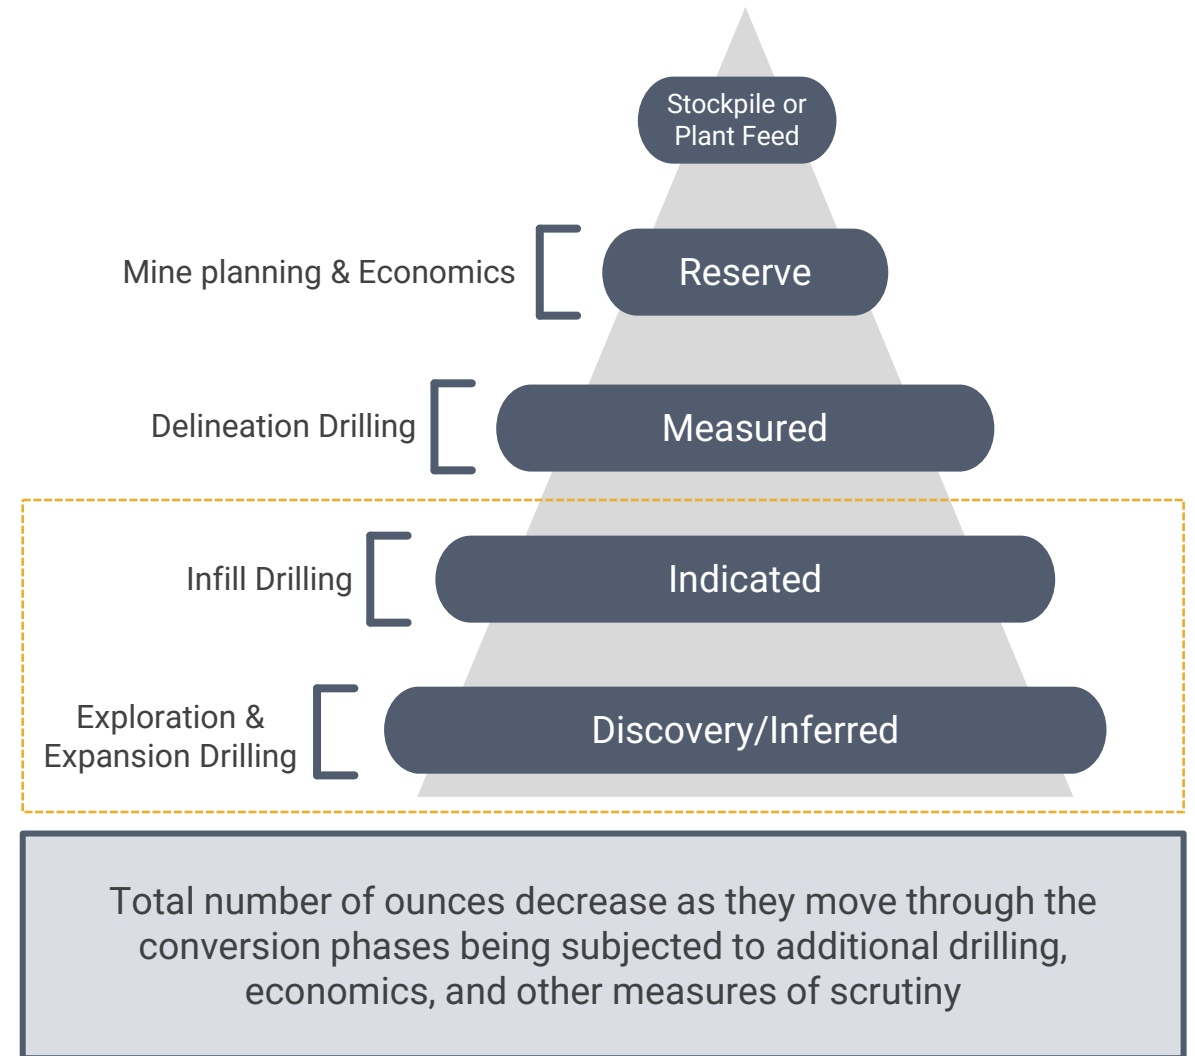 Stockpile or
Plant Feed
Mine planning & Economics
Reserve
Delineation Drilling
Measured
Infill Drilling
Indicated
Exploration &
Expansion Drilling
Discovery/Inferred
Total number of ounces decrease as they move through the
conversion phases being subjected to additional drilling,
economics, and other measures of scrutiny